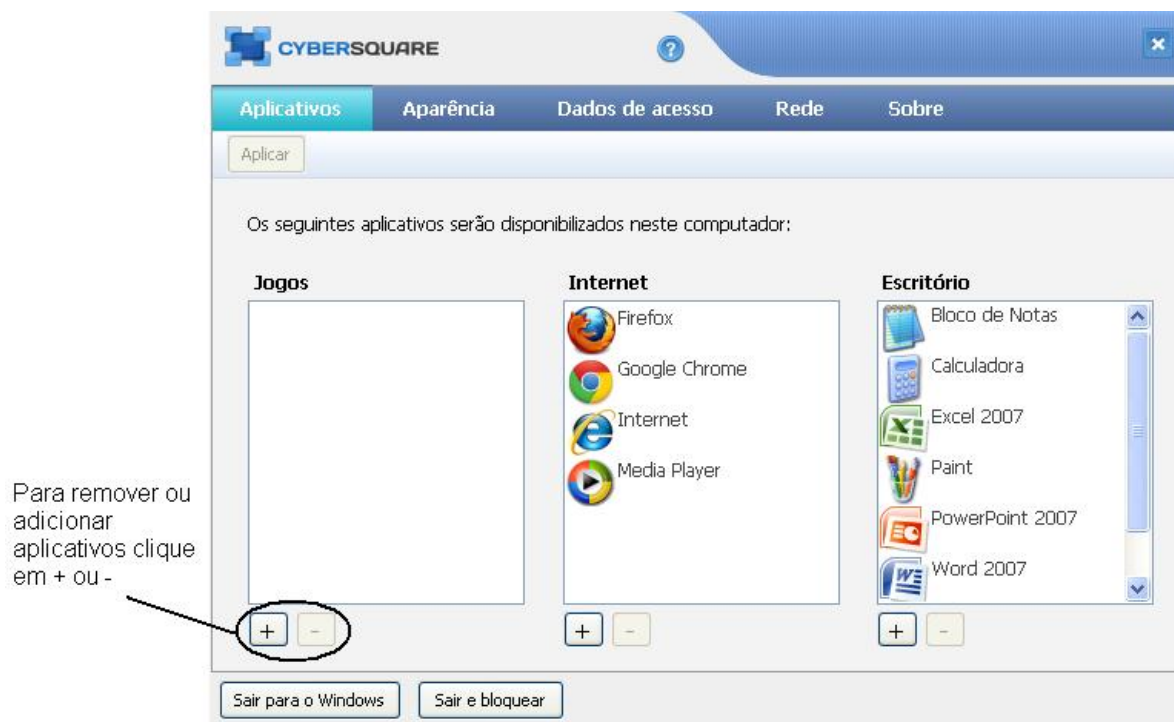 CYBERSQUARE
?
×
Aplicativos Aparência Dados de acesso Rede Sobre
Aplicar
Os seguintes aplicativos serão disponibilizados neste computador:
Jogos
Internet
Firefox
Google Chrome
Internet
Media Player
Escritório
Bloco de Notas
Calculadora
Excel 2007
Paint
PowerPoint 2007
Word 2007
Para remover ou
adicionar
aplicativos clique
em + ou -
+ -
+ -
+ -
Sair para o Windows Sair e bloquear